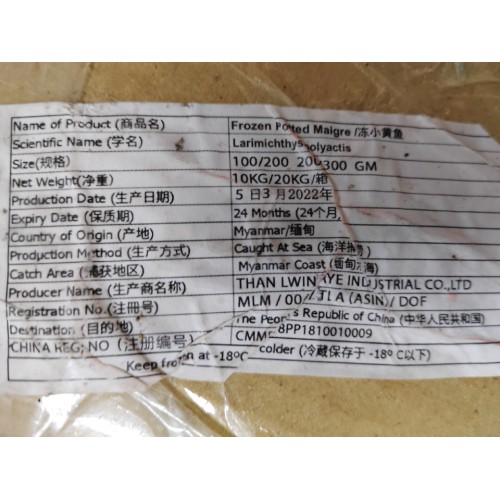 Name of Product (商品名) Frozen Potted Maigre /冻小黄鱼
Scientific Name (学名) Larimichthys polyactis
Size(规格) 100/200 200/300 GM
Net Weight(净重) 10KG/20KG/箱
Production Date (生产日期) 5 日3 月2022年
Expiry Date (保质期) 24 Months (24个月
Country of Origin (产地) Myanmar/缅甸
Production Method (生产方式) Caught At Sea (海洋捕
Catch Area (捕获地区) Myanmar Coast (缅甸 海)
Producer Name (生产商名称) THAN LWIN AYE INDUSTRIAL CO.,LTD
Registration No.(注册号) MLM / 00 / JLA (ASIN)/ DOF
Destination (目的地) The Peop s Republic of China (中华人民共和国)
CHINA REG; NO (注册编号) CMM 8PP1810010009
Keep frozen at -18ºC colder (冷藏保存于 -18º C以下)